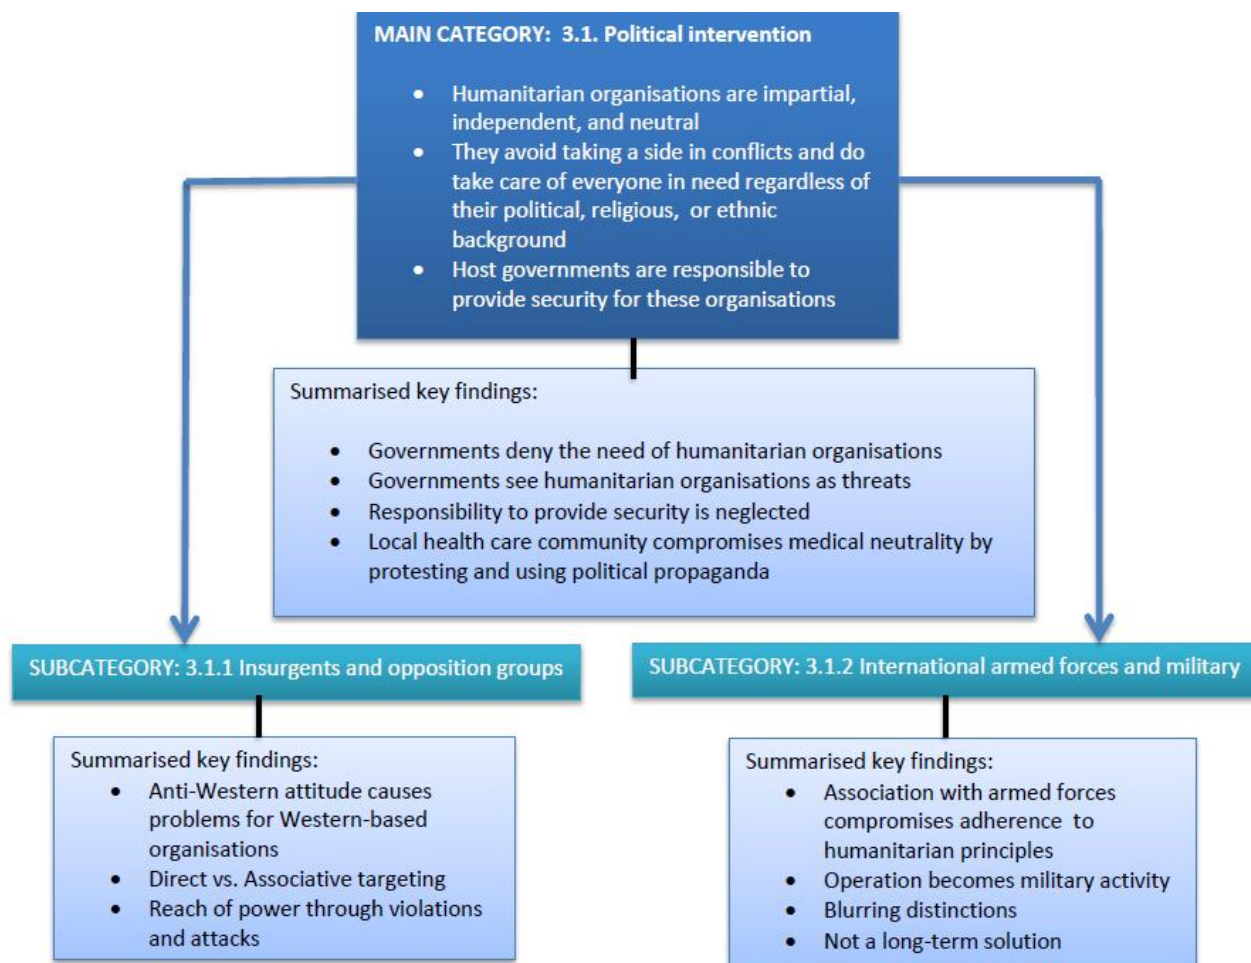 MAIN CATEGORY: 3.1. Political intervention
• Humanitarian organisations are impartial,
independent, and neutral
• They avoid taking a side in conflicts and do
take care of everyone in need regardless of
their political, religious, or ethnic
background
• Host governments are responsible to
provide security for these organisations
Summarised key findings:
• Governments deny the need of humanitarian organisations
• Governments see humanitarian organisations as threats
• Responsibility to provide security is neglected
• Local health care community compromises medical neutrality by
protesting and using political propaganda
SUBCATEGORY: 3.1.1 Insurgents and opposition groups
Summarised key findings:
• Anti-Western attitude causes
problems for Western-based
organisations
• Direct vs. Associative targeting
• Reach of power through violations
and attacks
SUBCATEGORY: 3.1.2 International armed forces and military
Summarised key findings:
• Association with armed forces
compromises adherence to
humanitarian principles
• Operation becomes military activity
• Blurring distinctions
• Not a long-term solution